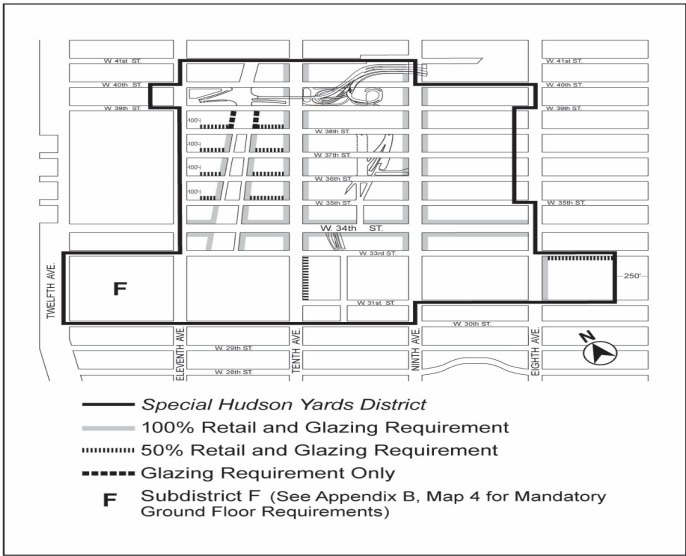 W. 41st ST.
W. 41st ST.
W. 40th ST.
W. 40th ST.
W. 39th ST.
W. 39th ST.
100'
W. 38th ST.
100'
W. 37th ST.
100'
W. 36th ST.
100'
W. 35th ST.
W. 35th ST.
W. 34th ST.
W. 33rd ST.
F
250'
W. 31st ST.
W. 30th ST.
W. 29th ST.
W. 28th ST.
TWELFTH AVE.
ELEVENTH AVE.
TENTH AVE.
NINTH AVE.
EIGHTH AVE.
N
Special Hudson Yards District
100% Retail and Glazing Requirement
50% Retail and Glazing Requirement
Glazing Requirement Only
F Subdistrict F (See Appendix B, Map 4 for Mandatory
Ground Floor Requirements)